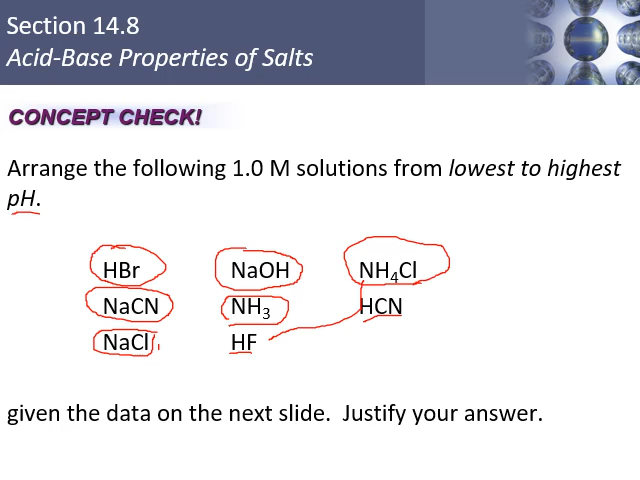 Section 14.8
Acid-Base Properties of Salts
CONCEPT CHECK!
Arrange the following 1.0 M solutions from lowest to highest
pH.
HBr NaOH NH₄Cl
NaCN NH₃ HCN
NaCl HF
given the data on the next slide. Justify your answer.